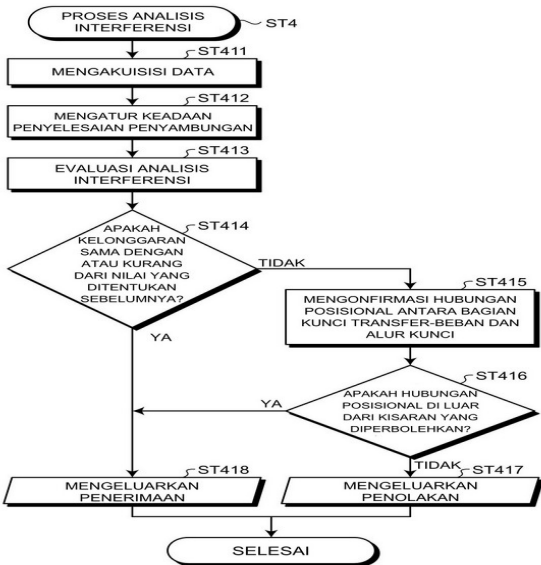 PROSES ANALISIS
INTERFERENSI
ST4
ST411
MENGAKUISISI DATA
ST412
MENGATUR KEADAAN
PENYELESAIAN PENYAMBUNGAN
ST413
EVALUASI ANALISIS
INTERFERENSI
ST414
APAKAH
KELONGGARAN
SAMA DENGAN
ATAU KURANG
DARI NILAI YANG
DITENTUKAN
SEBELUMNYA?
TIDAK
YA
ST415
MENGONFIRMASI HUBUNGAN
POSISIONAL ANTARA BAGIAN
KUNCI TRANSFER-BEBAN DAN
ALUR KUNCI
ST416
APAKAH HUBUNGAN
POSISIONAL DI LUAR
DARI KISARAN YANG
DIPERBOLEHKAN?
YA
TIDAK
ST418
MENGELUARKAN
PENERIMAAN
ST417
MENGELUARKAN
PENOLAKAN
SELESAI